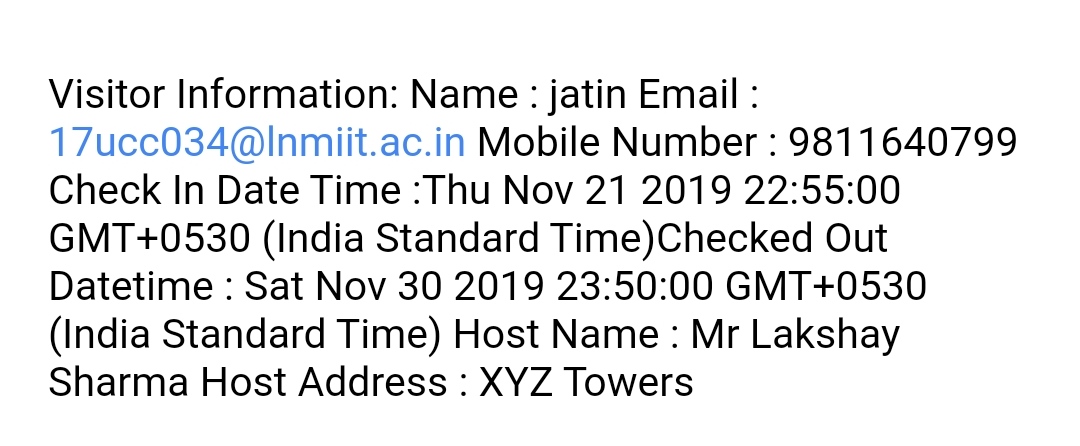 Visitor Information: Name : jatin Email :
17ucc034@lnmiit.ac.in Mobile Number : 9811640799
Check In Date Time :Thu Nov 21 2019 22:55:00
GMT+0530 (India Standard Time)Checked Out
Datetime : Sat Nov 30 2019 23:50:00 GMT+0530
(India Standard Time) Host Name : Mr Lakshay
Sharma Host Address : XYZ Towers